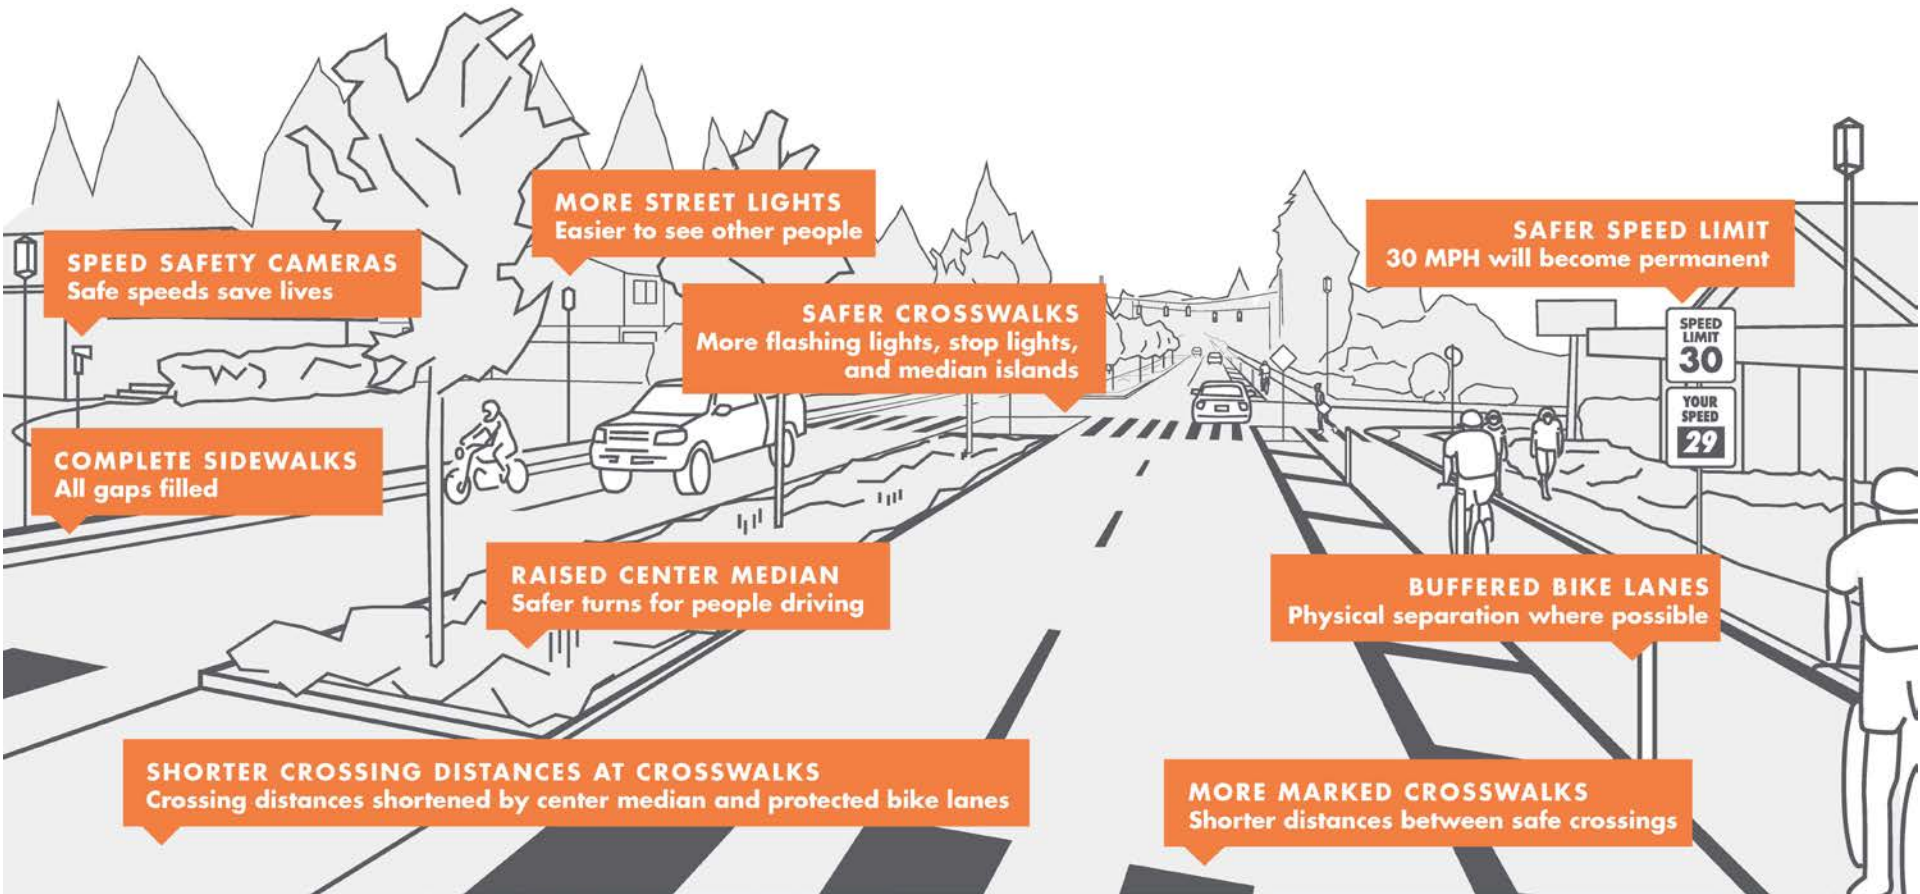 MORE STREET LIGHTS
Easier to see other people
SAFER SPEED LIMIT
30 MPH will become permanent
SPEED SAFETY CAMERAS
Safe speeds save lives
SAFER CROSSWALKS
More flashing lights, stop lights,
and median islands
SPEED
LIMIT
30
YOUR
SPEED
29
COMPLETE SIDEWALKS
All gaps filled
RAISED CENTER MEDIAN
Safer turns for people driving
BUFFERED BIKE LANES
Physical separation where possible
SHORTER CROSSING DISTANCES AT CROSSWALKS
Crossing distances shortened by center median and protected bike lanes
MORE MARKED CROSSWALKS
Shorter distances between safe crossings